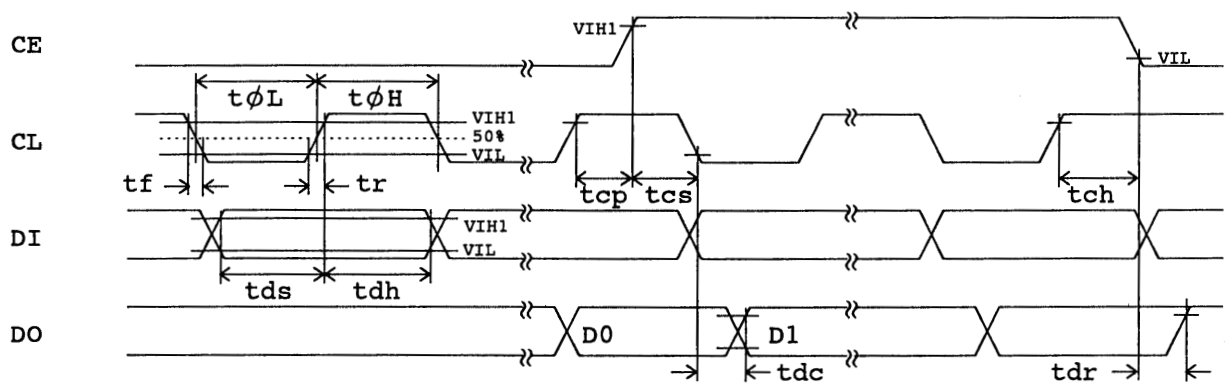 CE
VIH1
VIL
tϕL
tϕH
CL
VIH1
50%
VIL
tf
tr
tcp
tcs
tch
DI
VIH1
VIL
tds
tdh
DO
D0
D1
tdc
tdr